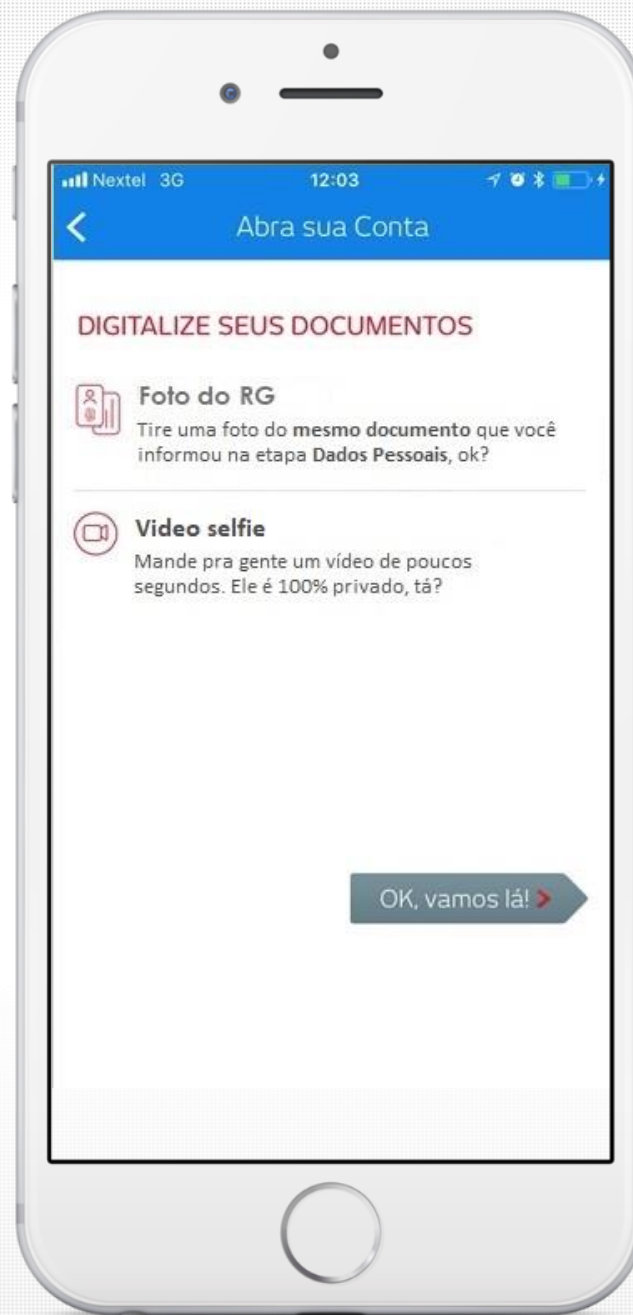 Nextel 3G 12:03
Abra sua Conta
DIGITALIZE SEUS DOCUMENTOS
Foto do RG
Tire uma foto do mesmo documento que você
informou na etapa Dados Pessoais, ok?
Video selfie
Mande pra gente um vídeo de poucos
segundos. Ele é 100% privado, tá?
OK, vamos lá! >